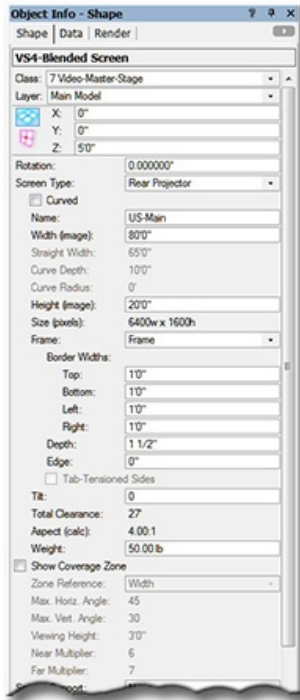 Object Info - Shape
Shape Data Render
VS4-Blended Screen
Class: 7 Video-Master-Stage
Layer: Main Model
X: 0"
Y: 0"
Z: 5'0"
Rotation: 0.000000°
Screen Type: Rear Projector
Curved
Name: US-Main
Width (image): 80'0"
Straight Width: 65'0"
Curve Depth: 10'0"
Curve Radius: 0'
Height (image): 20'0"
Size (pixels): 6400w x 1600h
Frame: Frame
Border Widths:
Top: 1'0"
Bottom: 1'0"
Left: 1'0"
Right: 1'0"
Depth: 1 1/2"
Edge: 0"
Tab-Tensioned Sides
Tilt: 0
Total Clearance: 27'
Aspect (calc): 4.00:1
Weight: 50.00 lb
Show Coverage Zone
Zone Reference: Width
Max. Horiz. Angle: 45
Max. Vert. Angle: 30
Viewing Height: 3'0"
Near Multiplier: 6
Far Multiplier: 7